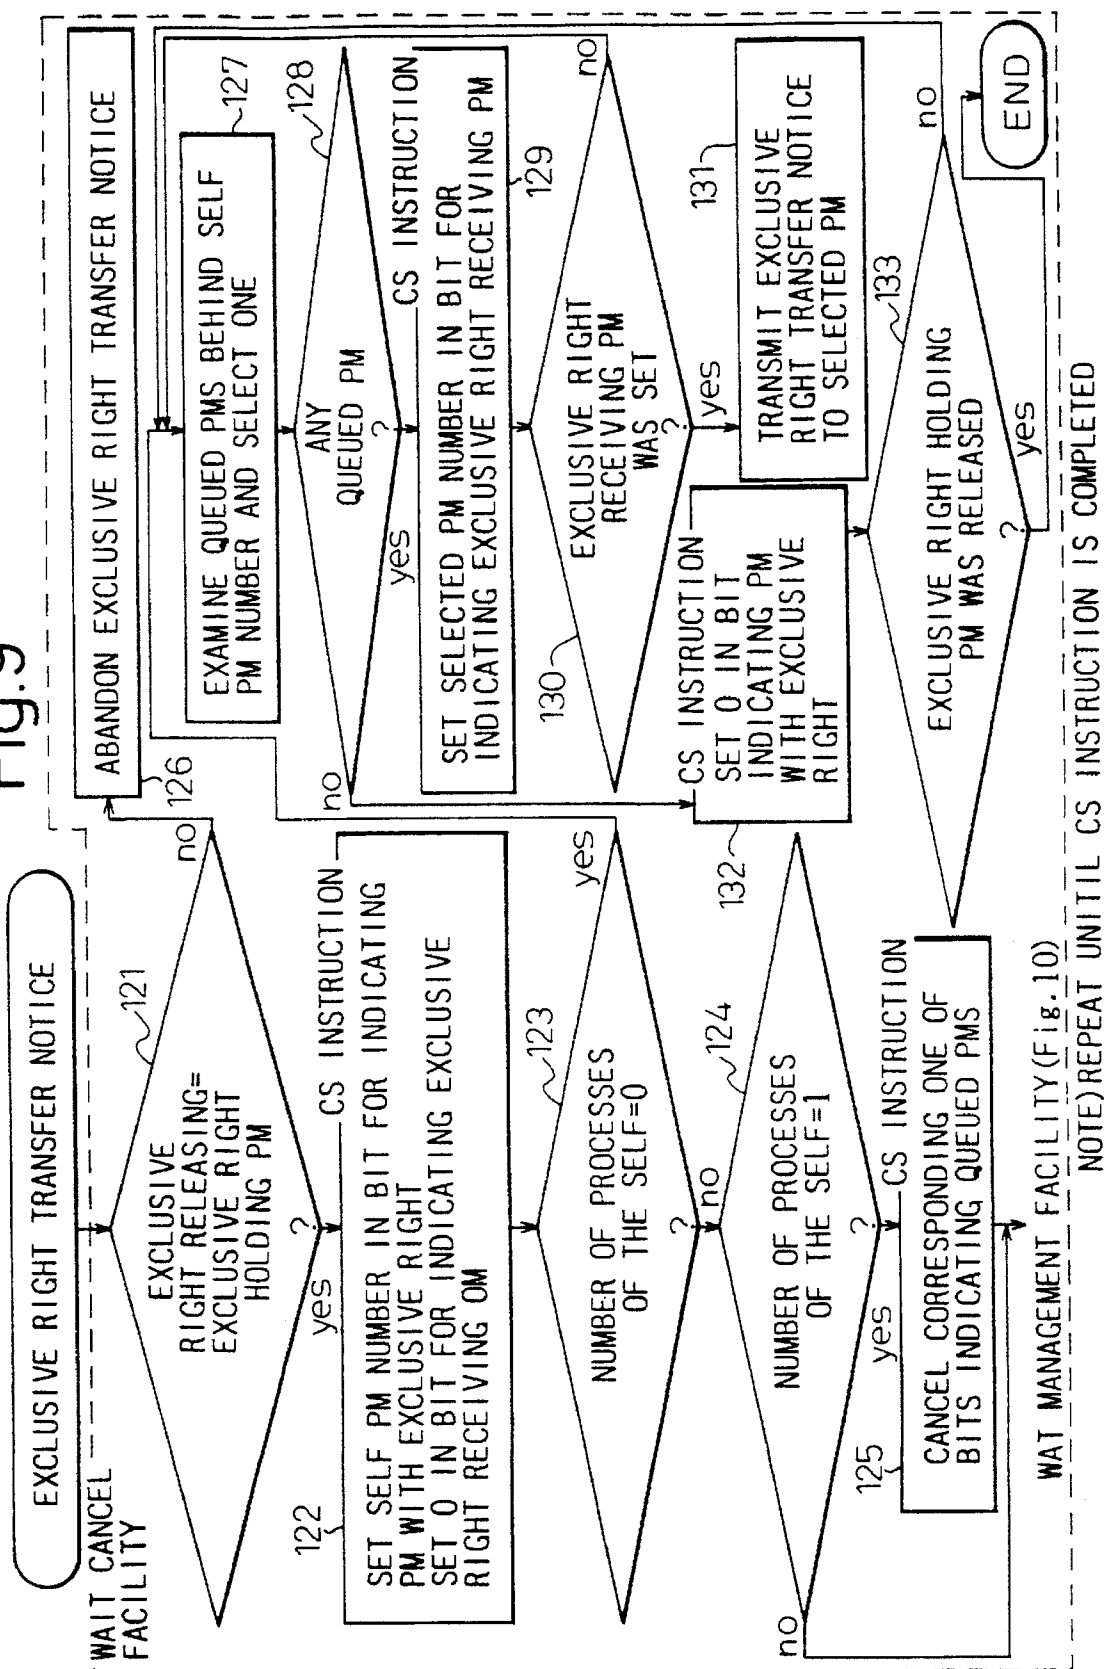 Fig.9
EXCLUSIVE RIGHT TRANSFER NOTICE
WAIT CANCEL
FACILITY
121
EXCLUSIVE
RIGHT RELEASING=
EXCLUSIVE RIGHT
HOLDING PM
?
no
yes
122
CS INSTRUCTION
SET SELF PM NUMBER IN BIT FOR INDICATING
PM WITH EXCLUSIVE RIGHT
SET 0 IN BIT FOR INDICATING EXCLUSIVE
RIGHT RECEIVING OM
123
NUMBER OF PROCESSES
OF THE SELF=0
?
yes
no
124
NUMBER OF PROCESSES
OF THE SELF=1
?
no
yes
125
CS INSTRUCTION
CANCEL CORRESPONDING ONE OF
BITS INDICATING QUEUED PMS
WAT MANAGEMENT FACILITY(Fig.10)
126
ABANDON EXCLUSIVE RIGHT TRANSFER NOTICE
127
EXAMINE QUEUED PMS BEHIND SELF
PM NUMBER AND SELECT ONE
128
ANY
QUEUED PM
?
no
yes
CS INSTRUCTION
SET SELECTED PM NUMBER IN BIT FOR
INDICATING EXCLUSIVE RIGHT RECEIVING PM
129
130
EXCLUSIVE RIGHT
RECEIVING PM
WAS SET
?
no
yes
131
TRANSMIT EXCLUSIVE
RIGHT TRANSFER NOTICE
TO SELECTED PM
132
CS INSTRUCTION
SET 0 IN BIT
INDICATING PM
WITH EXCLUSIVE
RIGHT
133
EXCLUSIVE RIGHT HOLDING
PM WAS RELEASED
?
no
yes
END
NOTE)REPEAT UNITIL CS INSTRUCTION IS COMPLETED